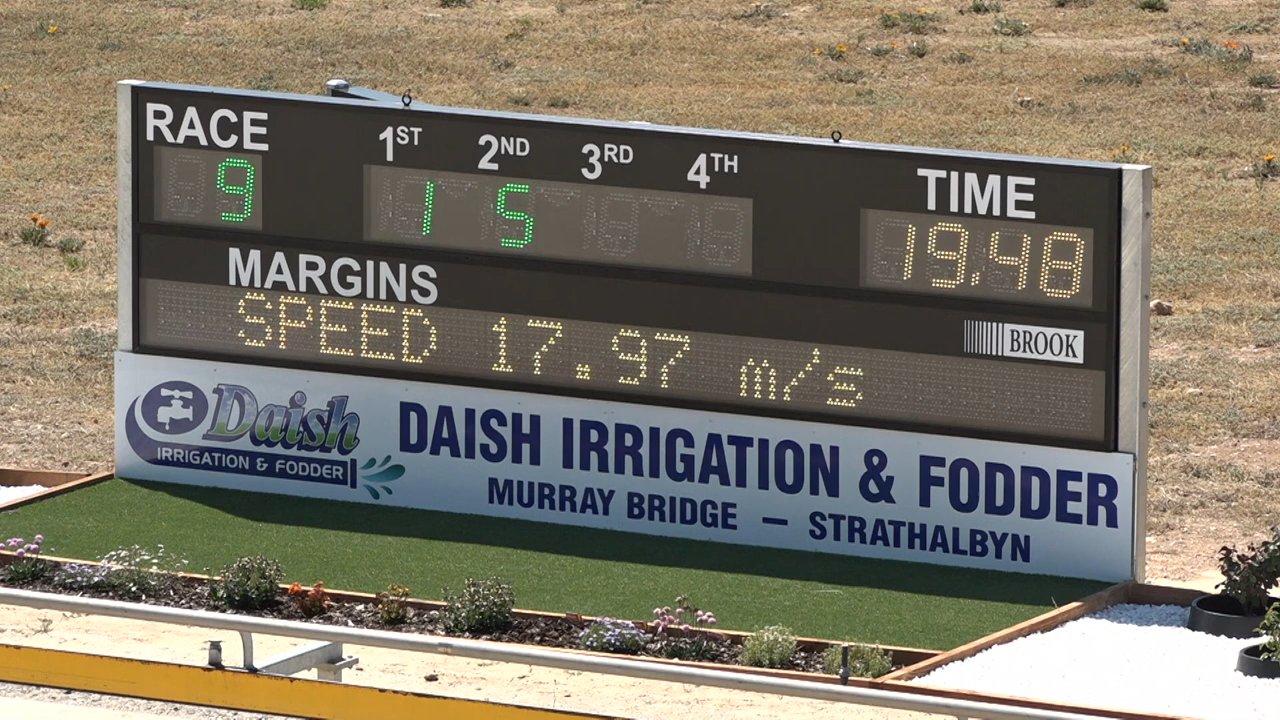 RACE 1ST 2ND 3RD 4TH TIME
9 1 5 19.48
MARGINS
SPEED 17.97 m/s
BROOK
Daish
IRRIGATION & FODDER
DAISH IRRIGATION & FODDER
MURRAY BRIDGE – STRATHALBYN